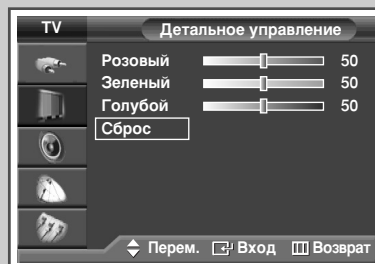 TV Детальное управление
Розовый 50
Зеленый 50
Голубой 50
Сброс
Перем. Вход Возврат